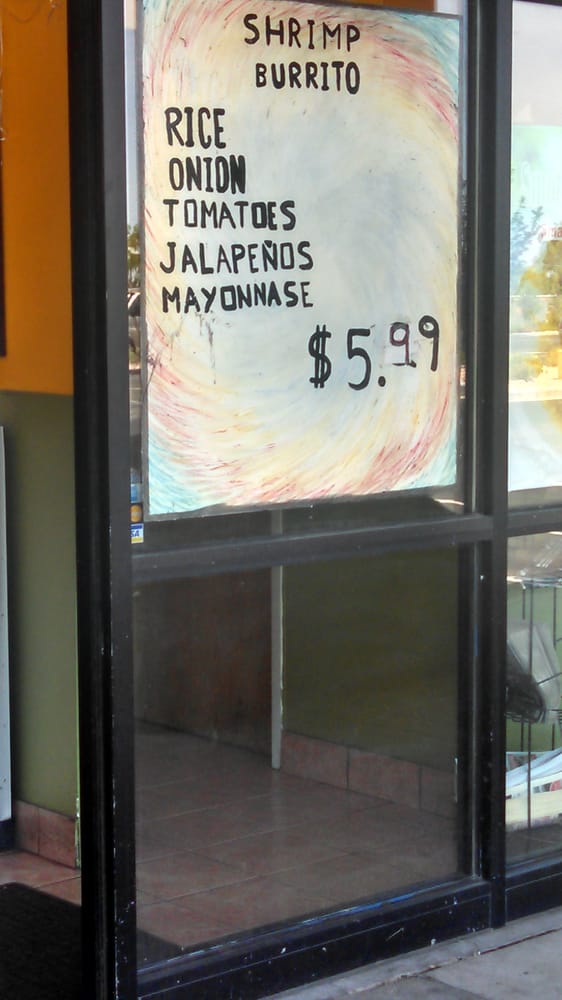 SHRIMP
BURRITO
RICE
ONION
TOMATOES
JALAPEÑOS
MAYONNASE
$5.99